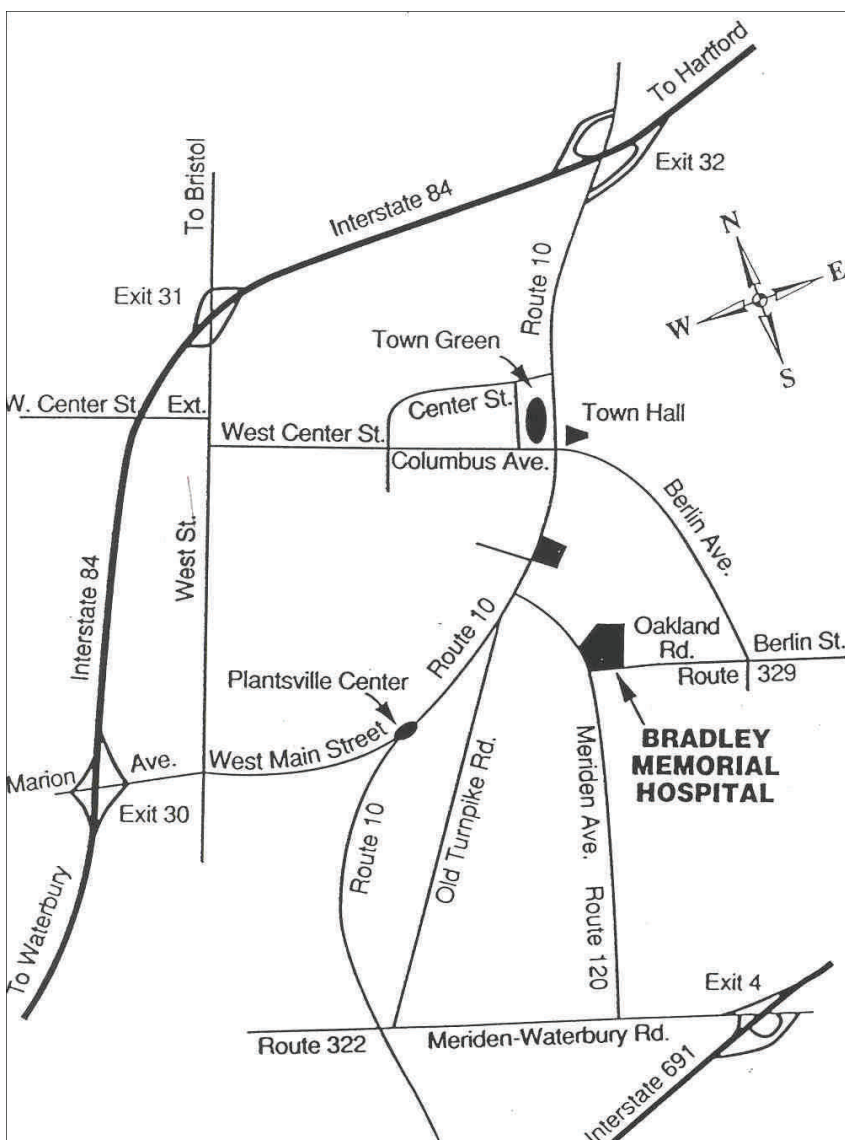 To Hartford
Exit 32
To Bristol
Interstate 84
N
E
W
S
Exit 31
Route 10
Town Green
W. Center St. Ext.
Center St.
Town Hall
West Center St.
Columbus Ave.
Berlin Ave.
West St.
Interstate 84
Route 10
Oakland Rd.
Berlin St.
Route 329
Plantsville Center
BRADLEY
MEMORIAL
HOSPITAL
West Main Street
Marion Ave.
Exit 30
Meriden Ave. Route 120
Old Turnpike Rd.
Route 10
To Waterbury
Exit 4
Route 322
Meriden-Waterbury Rd.
Interstate 691